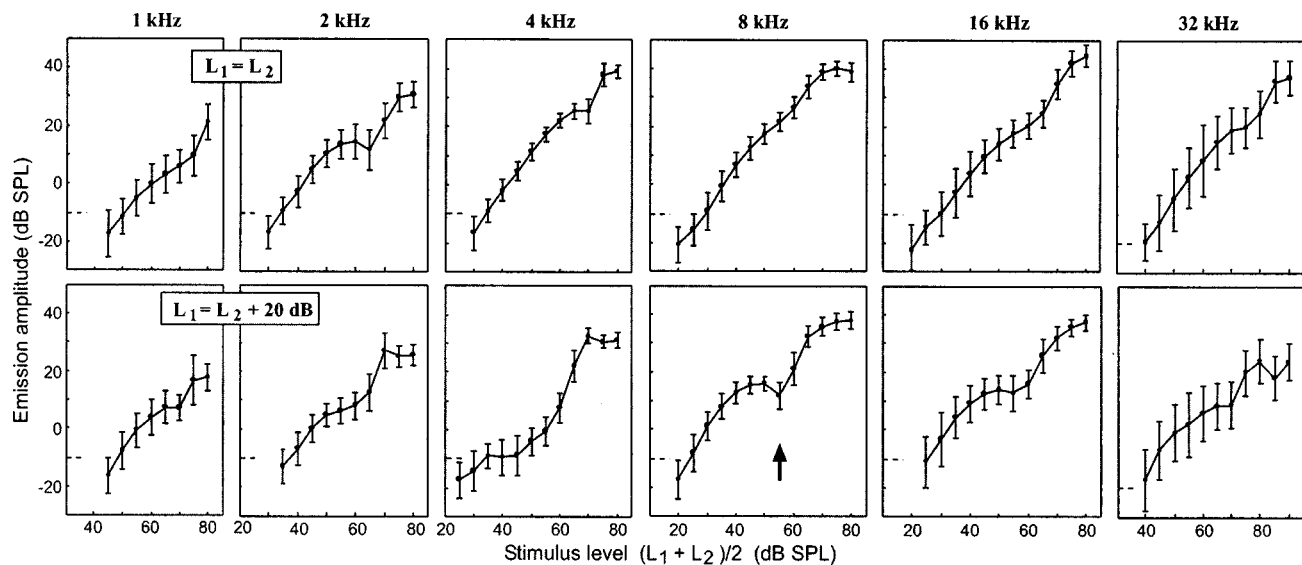 1 kHz 2 kHz 4 kHz 8 kHz 16 kHz 32 kHz
L1 = L2
40
20
0
-20
L1 = L2 + 20 dB
40
20
0
-20
Emission amplitude (dB SPL)
40 60 80 20 40 60 80 20 40 60 80 20 40 60 80 20 40 60 80 40 60 80
Stimulus level (L1 + L2)/2 (dB SPL)